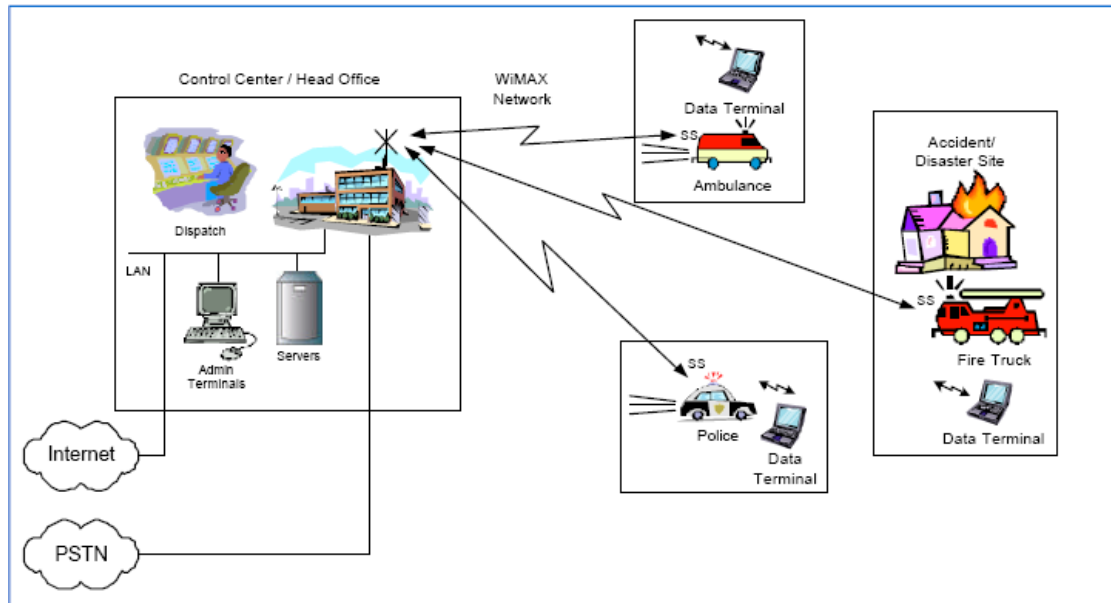 Control Center / Head Office
WiMAX
Network
Dispatch
LAN
Admin
Terminals
Servers
Internet
PSTN
Data Terminal
SS
Ambulance
Accident/
Disaster Site
SS
Fire Truck
Data Terminal
SS
Police
Data
Terminal